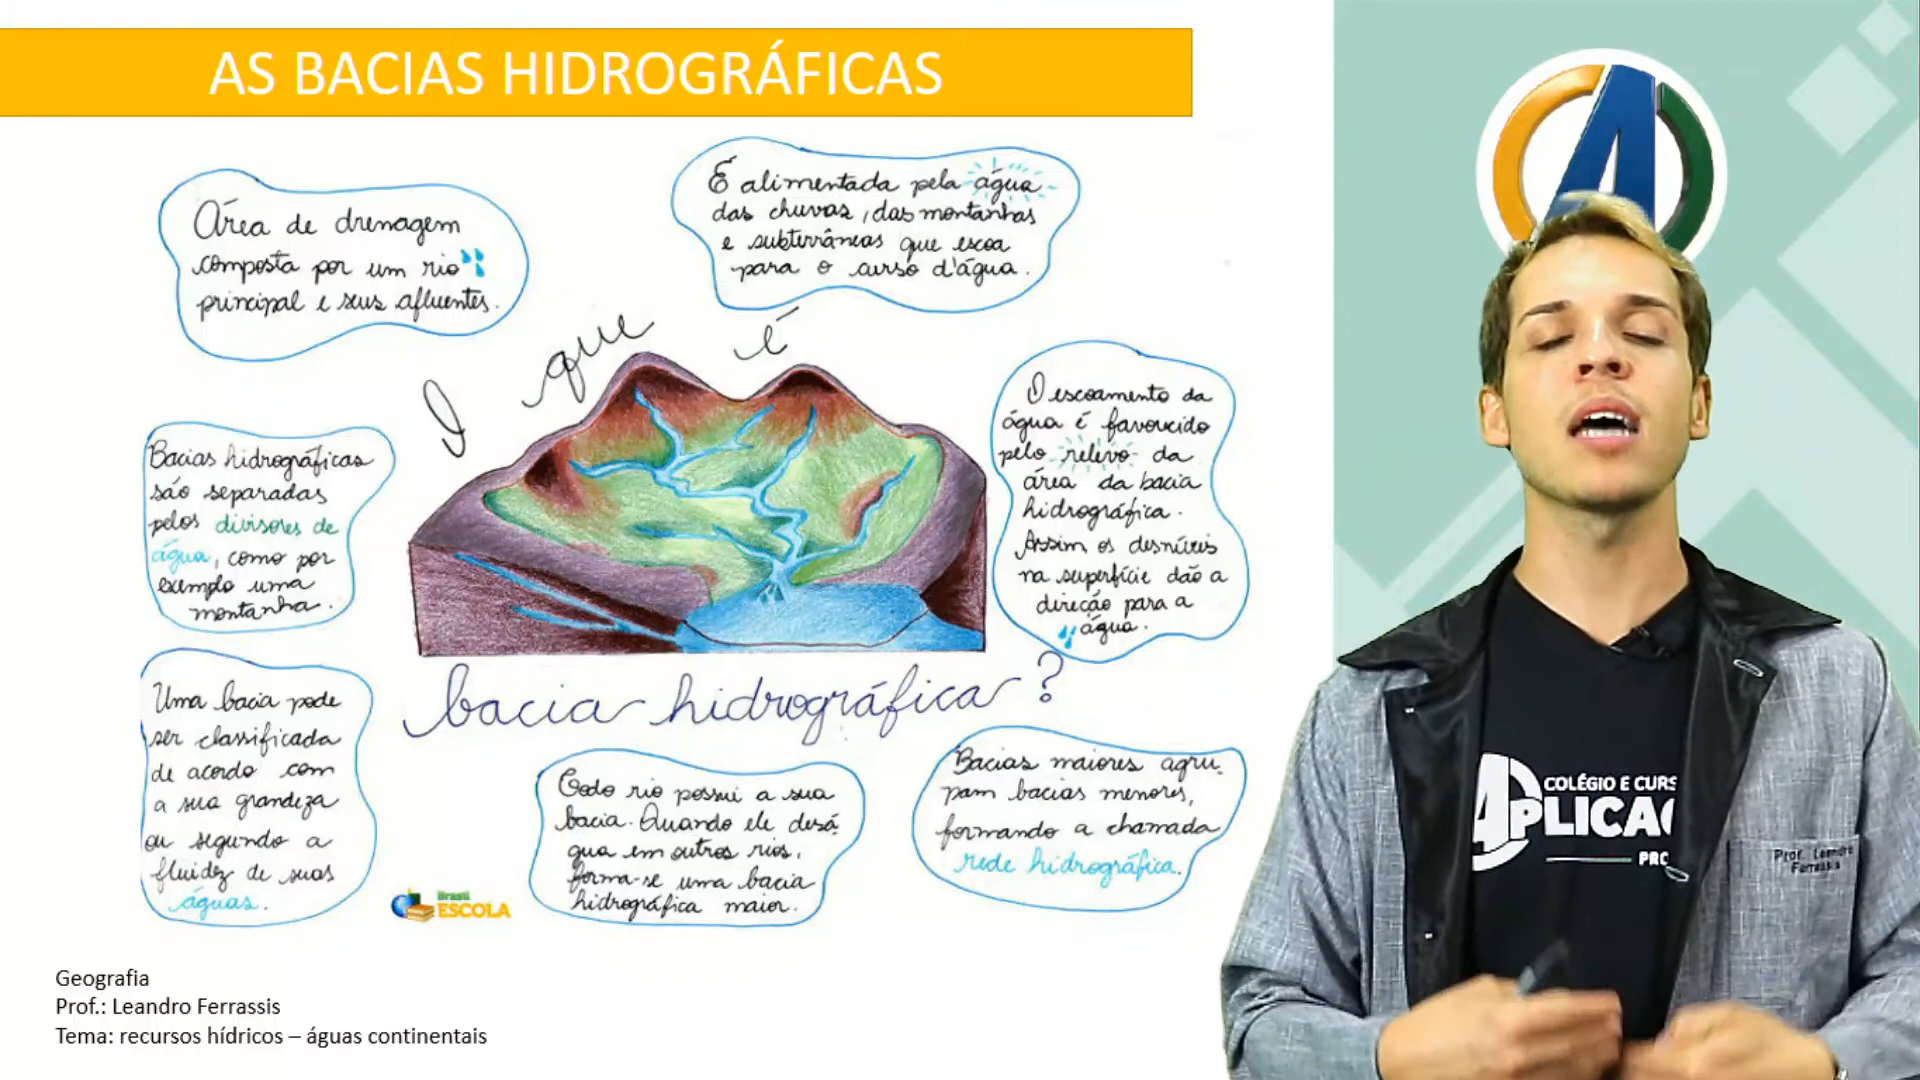 AS BACIAS HIDROGRÁFICAS
Área de drenagem
composta por um rio
principal e seus afluentes.
É alimentada pela água
das chuvas, das montanhas
e subterrâneas que escoa
para o curso d'água.
O que é
Bacias hidrográficas
são separadas
pelos divisores de
água, como por
exemplo uma
montanha.
O escoamento da
água é favorecido
pelo relevo da
área da bacia
hidrográfica.
Assim os desníveis
na superfície dão a
direção para a
água.
bacia hidrográfica?
Uma bacia pode
ser classificada
de acordo com
a sua grandeza
ou segundo a
fluidez de suas
águas.
Todo rio possui a sua
bacia. Quando ele desá-
gua em outros rios,
forma-se uma bacia
hidrográfica maior.
Bacias maiores agru-
pam bacias menores,
formando a chamada
rede hidrográfica.
Brasil
ESCOLA
Geografia
Prof.: Leandro Ferrassis
Tema: recursos hídricos – águas continentais
COLÉGIO E CURS
APLICAÇ
PRO
Prof. Leandro
Ferrassis